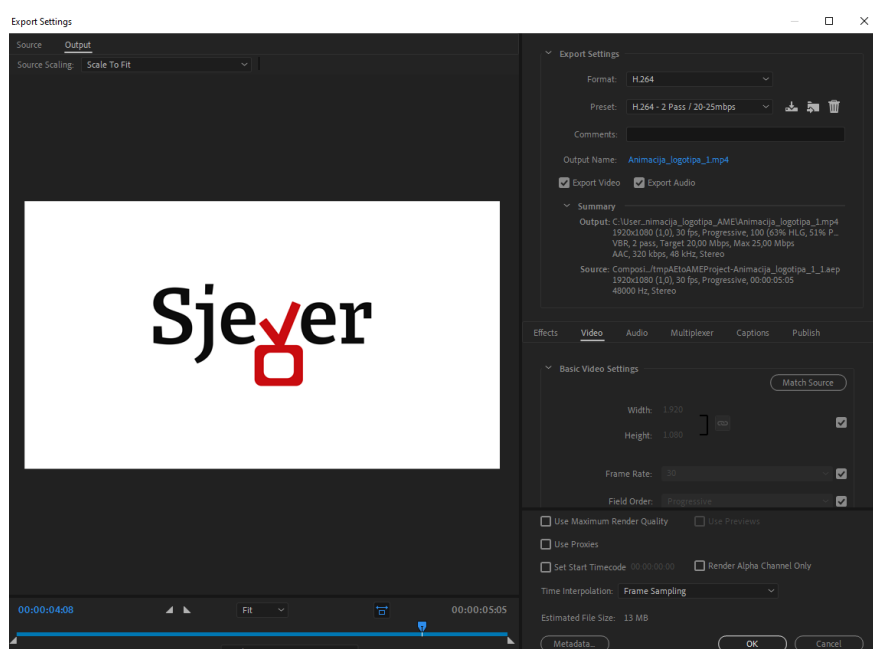 Export Settings
Source Output
Source Scaling: Scale To Fit
Sjever
00:00:04:08 Fit 00:00:05:05
Export Settings
Format: H.264
Preset: H.264 - 2 Pass / 20-25mbps
Comments:
Output Name: Animacija_logotipa_1.mp4
Export Video Export Audio
Summary
Output: C:\User...nimacija_logotipa_AME\Animacija_logotipa_1.mp4
1920x1080 (1,0), 30 fps, Progressive, 100 (63% HLG, 51% P...
VBR, 2 pass, Target 20,00 Mbps, Max 25,00 Mbps
AAC, 320 kbps, 48 kHz, Stereo
Source: Composi.../tmpAEtoAMEProject-Animacija_logotipa_1_1.aep
1920x1080 (1,0), 30 fps, Progressive, 00:00:05:05
48000 Hz, Stereo
Effects Video Audio Multiplexer Captions Publish
Basic Video Settings
Match Source
Width: 1.920
Height: 1.080
Frame Rate: 30
Field Order: Progressive
Use Maximum Render Quality Use Previews
Use Proxies
Set Start Timecode 00:00:00:00 Render Alpha Channel Only
Time Interpolation: Frame Sampling
Estimated File Size: 13 MB
Metadata... OK Cancel